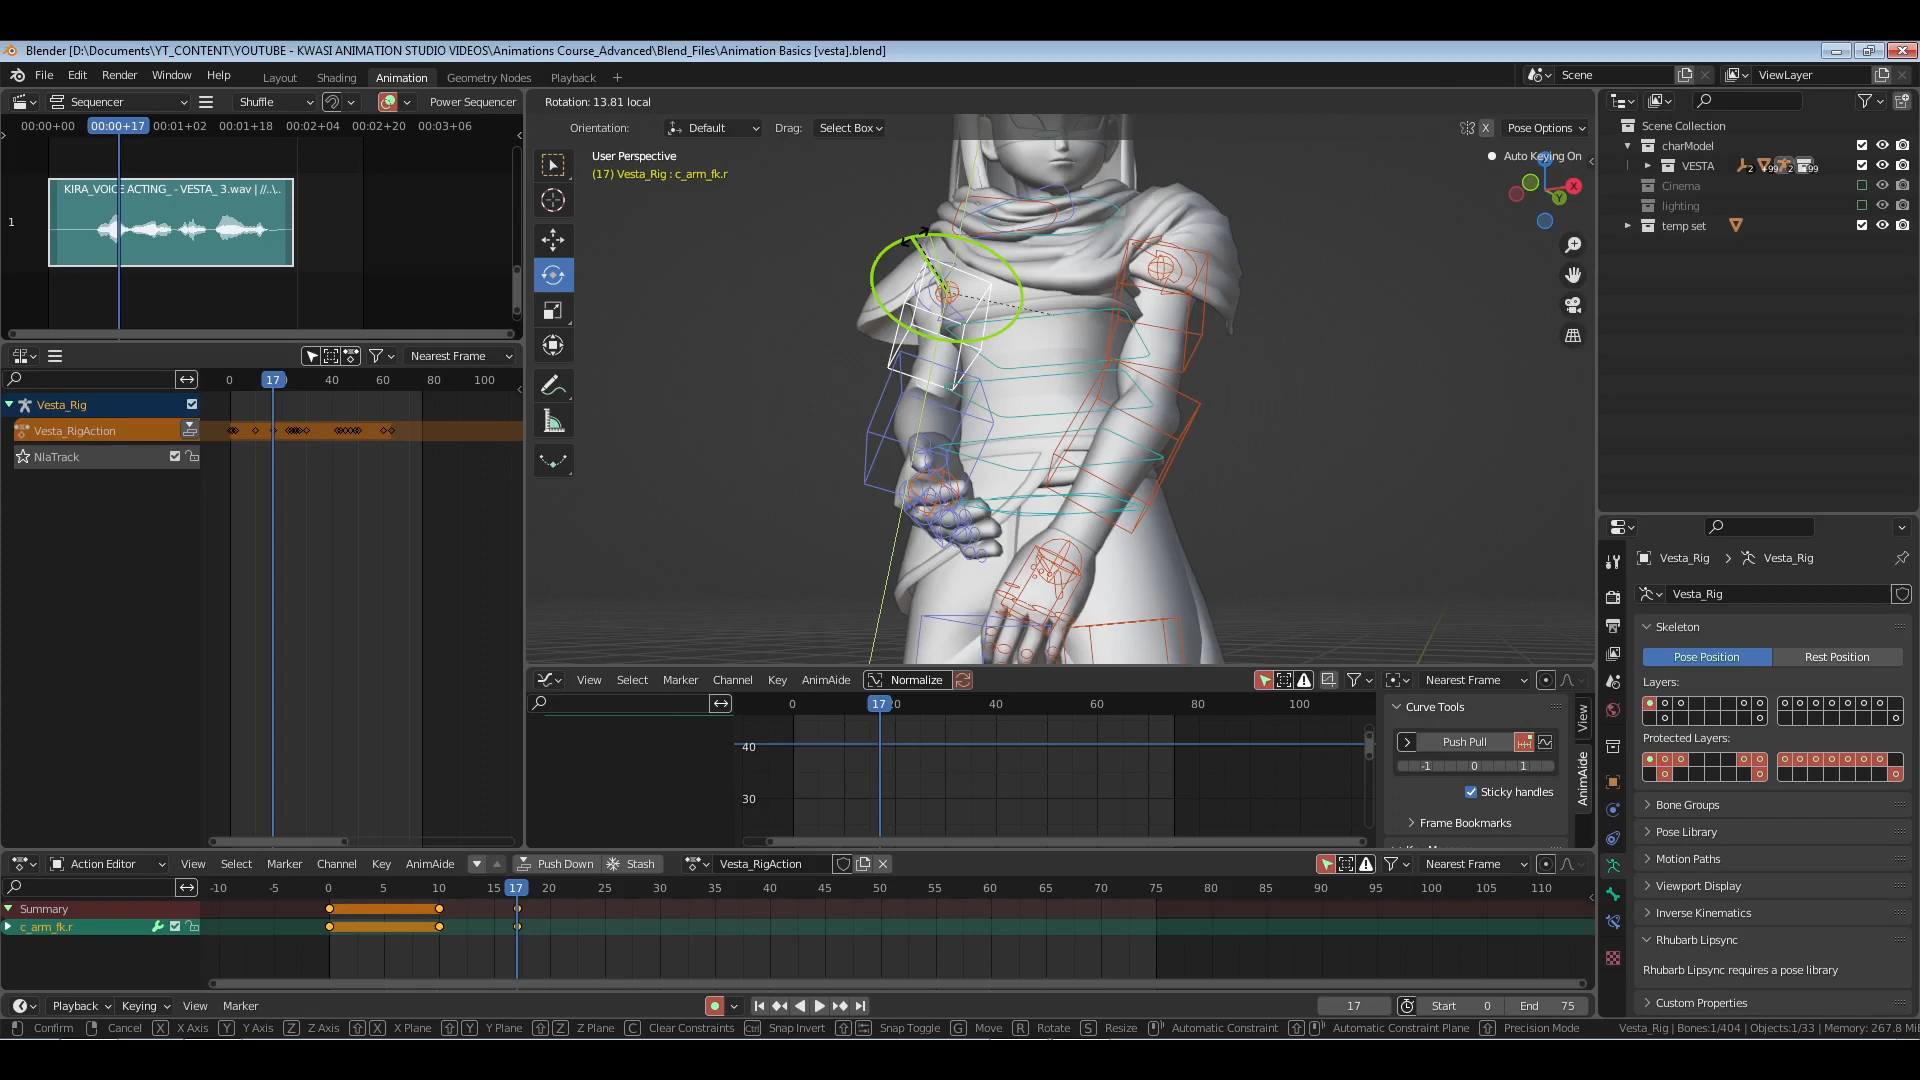 Blender [D:\Documents\YT_CONTENT\YOUTUBE - KWASI ANIMATION STUDIO VIDEOS\Animations Course_Advanced\Blend_Files\Animation Basics [vesta].blend]
File Edit Render Window Help Layout Shading Animation Geometry Nodes Playback + Scene ViewLayer
Sequencer Shuffle Power Sequencer
Rotation: 13.81 local
00:00+00 00:00+17 00:01+02 00:01+18 00:02+04 00:02+20 00:03+06
Orientation: Default Drag: Select Box X Pose Options
User Perspective
(17) Vesta_Rig : c_arm_fk.r
Auto Keying On
X
Y
KIRA_VOICE ACTING_ - VESTA_ 3.wav | //..\..
1
Scene Collection
charModel
VESTA 2 +99 2 +99
Cinema
lighting
temp set
Nearest Frame
0 17 40 60 80 100
Vesta_Rig
Vesta_RigAction
NlaTrack
Vesta_Rig > Vesta_Rig
Vesta_Rig
Skeleton
Pose Position Rest Position
Layers:
Protected Layers:
Bone Groups
Pose Library
Motion Paths
Viewport Display
Inverse Kinematics
Rhubarb Lipsync
Rhubarb Lipsync requires a pose library
Custom Properties
View Select Marker Channel Key AnimAide Normalize Nearest Frame
0 17 20 40 60 80 100
40
30
Curve Tools
Push Pull
-1 0 1
Sticky handles
Frame Bookmarks
View
AnimAide
Action Editor View Select Marker Channel Key AnimAide Push Down Stash Vesta_RigAction Nearest Frame
-10 -5 0 5 10 15 17 20 25 30 35 40 45 50 55 60 65 70 75 80 85 90 95 100 105 110
Summary
c_arm_fk.r
Playback Keying View Marker 17 Start 0 End 75
Confirm Cancel X X Axis Y Y Axis Z Z Axis X X Plane Y Y Plane Z Z Plane C Clear Constraints Ctrl Snap Invert Snap Toggle G Move R Rotate S Resize Automatic Constraint Automatic Constraint Plane Precision Mode Vesta_Rig | Bones:1/404 | Objects:1/33 | Memory: 267.8 Mi